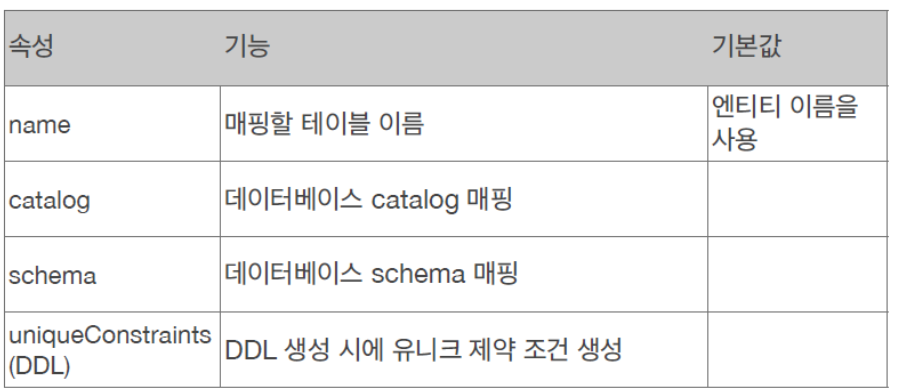 속성 기능 기본값
name 매핑할 테이블 이름 엔티티 이름을
사용
catalog 데이터베이스 catalog 매핑
schema 데이터베이스 schema 매핑
uniqueConstraints
(DDL) DDL 생성 시에 유니크 제약 조건 생성